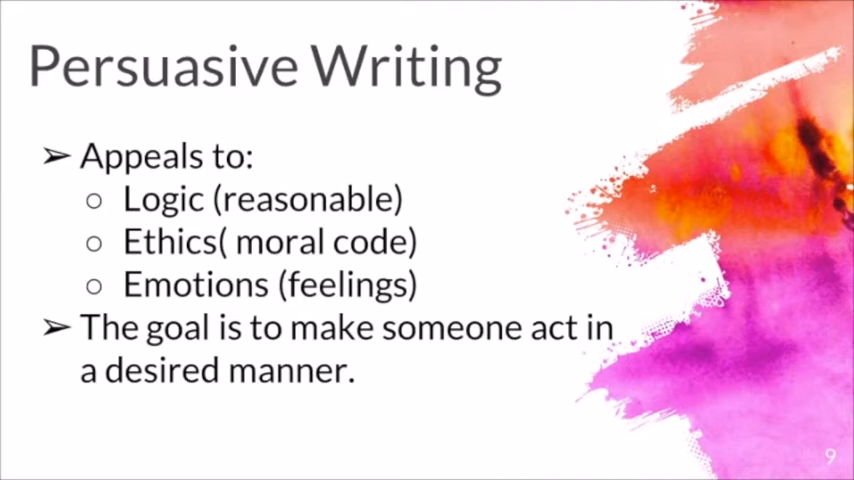 Persuasive Writing
➢ Appeals to:
○ Logic (reasonable)
○ Ethics( moral code)
○ Emotions (feelings)
➢ The goal is to make someone act in
a desired manner.
9